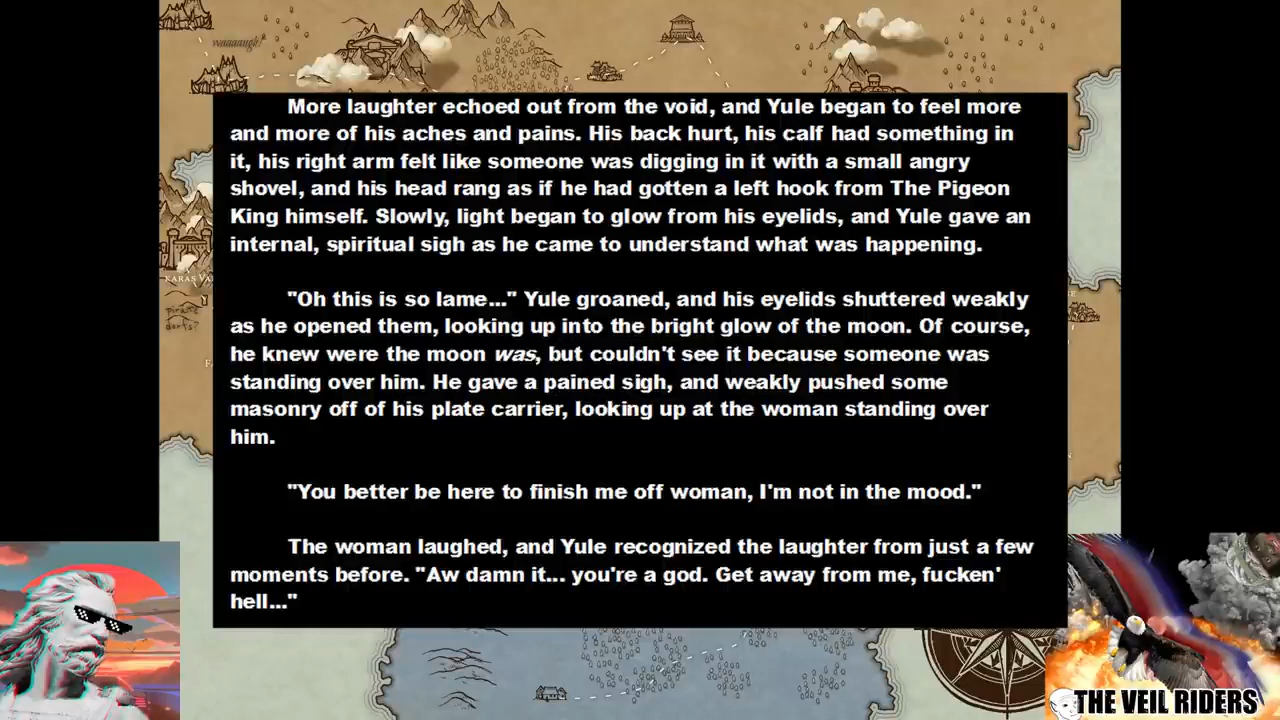 waaaaugh!
More laughter echoed out from the void, and Yule began to feel more
and more of his aches and pains. His back hurt, his calf had something in
it, his right arm felt like someone was digging in it with a small angry
shovel, and his head rang as if he had gotten a left hook from The Pigeon
King himself. Slowly, light began to glow from his eyelids, and Yule gave an
internal, spiritual sigh as he came to understand what was happening.
"Oh this is so lame..." Yule groaned, and his eyelids shuttered weakly
as he opened them, looking up into the bright glow of the moon. Of course,
he knew were the moon was, but couldn't see it because someone was
standing over him. He gave a pained sigh, and weakly pushed some
masonry off of his plate carrier, looking up at the woman standing over
him.
"You better be here to finish me off woman, I'm not in the mood."
The woman laughed, and Yule recognized the laughter from just a few
moments before. "Aw damn it... you're a god. Get away from me, fucken'
hell..."
KARAS
pirate
THE VEIL RIDERS